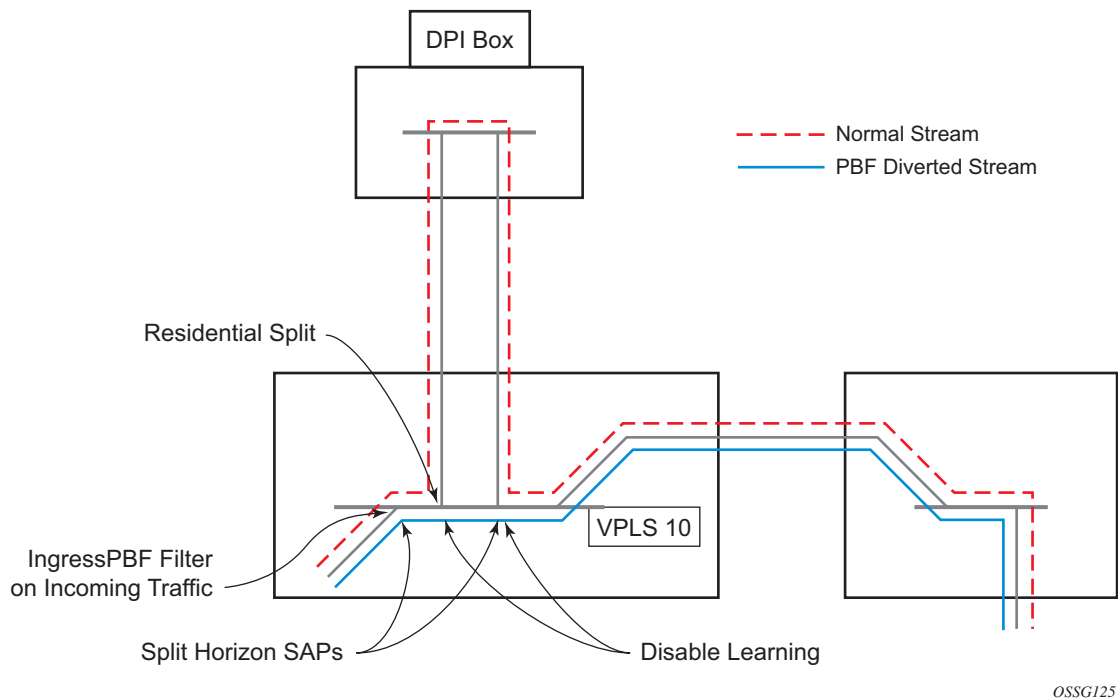 DPI Box
Normal Stream
PBF Diverted Stream
Residential Split
VPLS 10
IngressPBF Filter
on Incoming Traffic
Split Horizon SAPs
Disable Learning
OSSG125